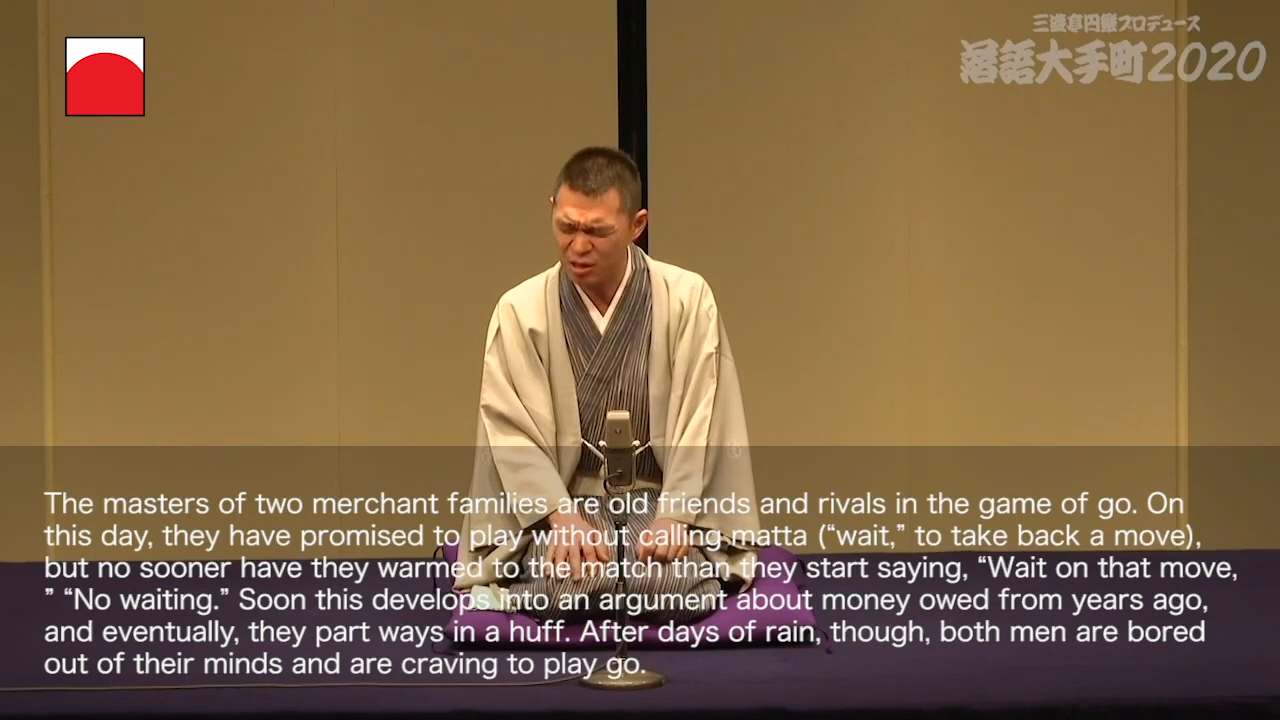 三遊亭円楽プロデュース
落語大手町2020
The masters of two merchant families are old friends and rivals in the game of go. On
this day, they have promised to play without calling matta (“wait,” to take back a move),
but no sooner have they warmed to the match than they start saying, “Wait on that move,
” “No waiting.” Soon this develops into an argument about money owed from years ago,
and eventually, they part ways in a huff. After days of rain, though, both men are bored
out of their minds and are craving to play go.